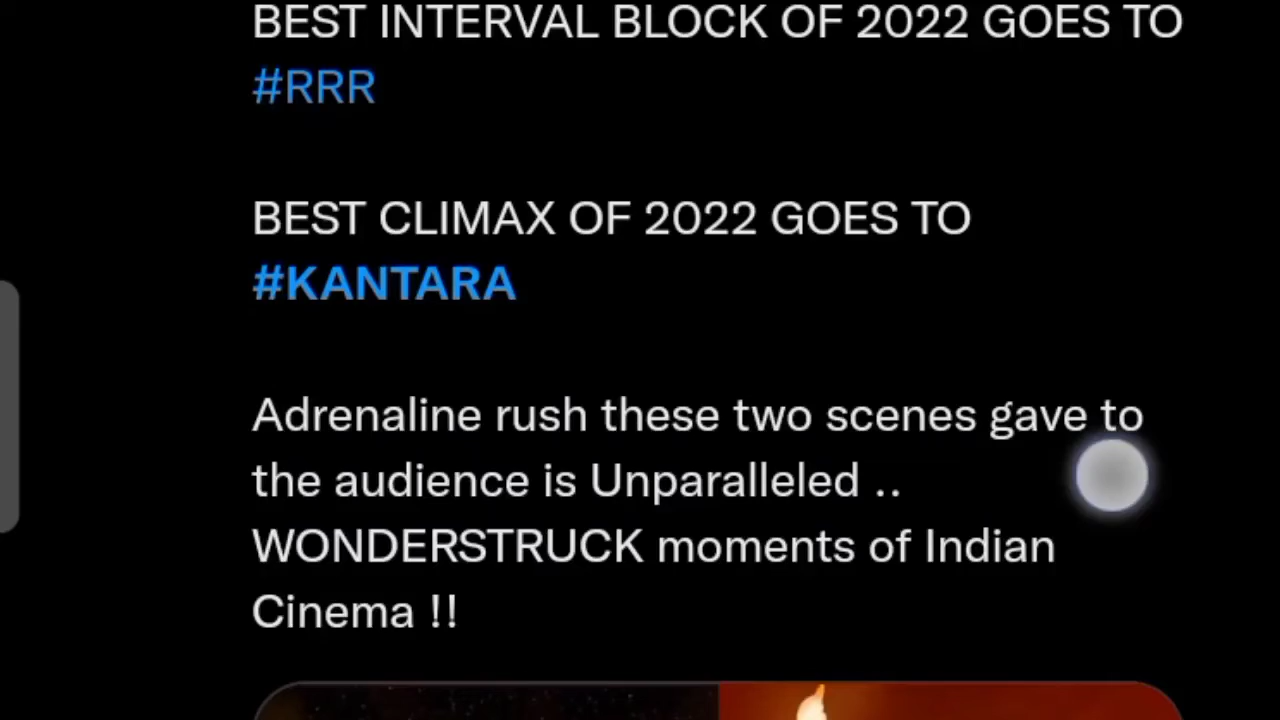 BEST INTERVAL BLOCK OF 2022 GOES TO
#RRR
BEST CLIMAX OF 2022 GOES TO
#KANTARA
Adrenaline rush these two scenes gave to
the audience is Unparalleled ..
WONDERSTRUCK moments of Indian
Cinema !!